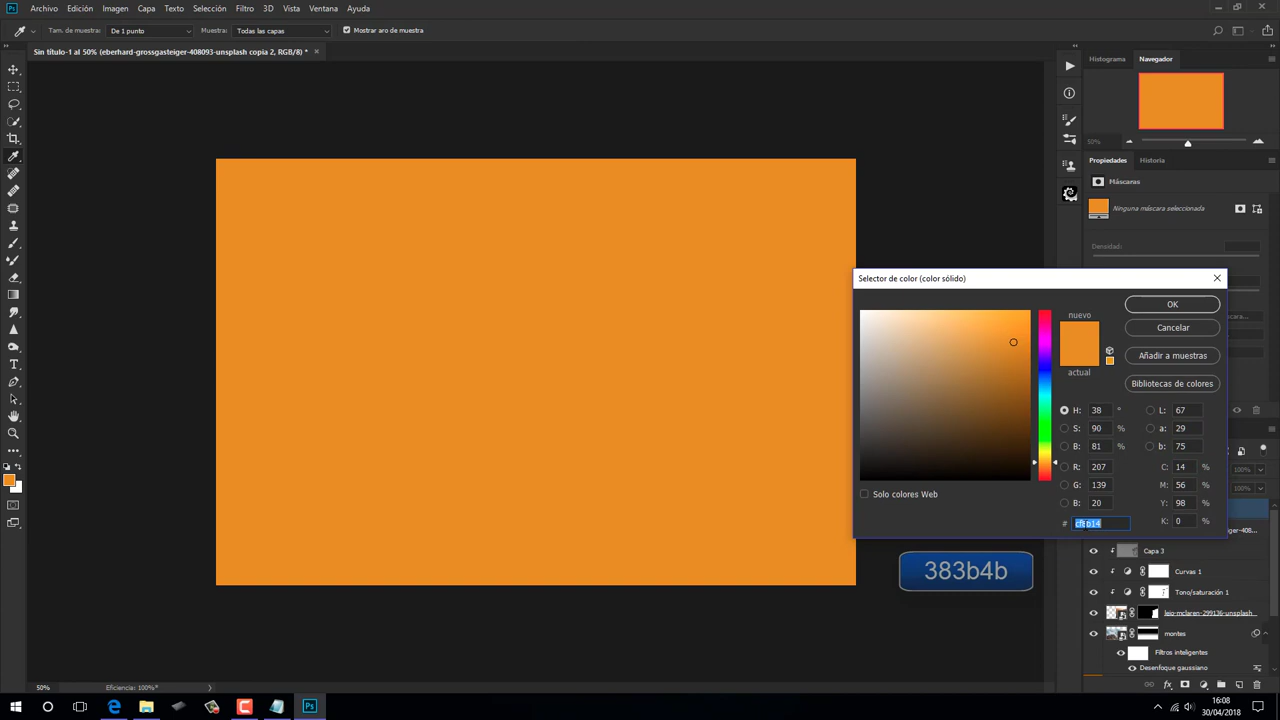 Ps Archivo Edición Imagen Capa Texto Selección Filtro 3D Vista Ventana Ayuda
Tam. de muestra: De 1 punto Muestra: Todas las capas Mostrar aro de muestra
Sin título-1 al 50% (eberhard-grossgasteiger-408093-unsplash copia 2, RGB/8) * ×
Histograma Navegador
50%
Propiedades Historia
Máscaras
Ninguna máscara seleccionada
Densidad:
Selector de color (color sólido)
nuevo
actual
OK
Cancelar
Añadir a muestras
Bibliotecas de colores
H: 38 ° L: 67
S: 90 % a: 29
B: 81 % b: 75
R: 207 C: 14 %
G: 139 M: 56 %
B: 20 Y: 98 %
# K: 0 %
Solo colores Web
383b4b
100%
100%
Capa 3
Curvas 1
Tono/saturación 1
leio-mclaren-299136-unsplash
montes
Filtros inteligentes
Desenfoque gaussiano
50% Eficiencia: 100%*
16:08
30/04/2018